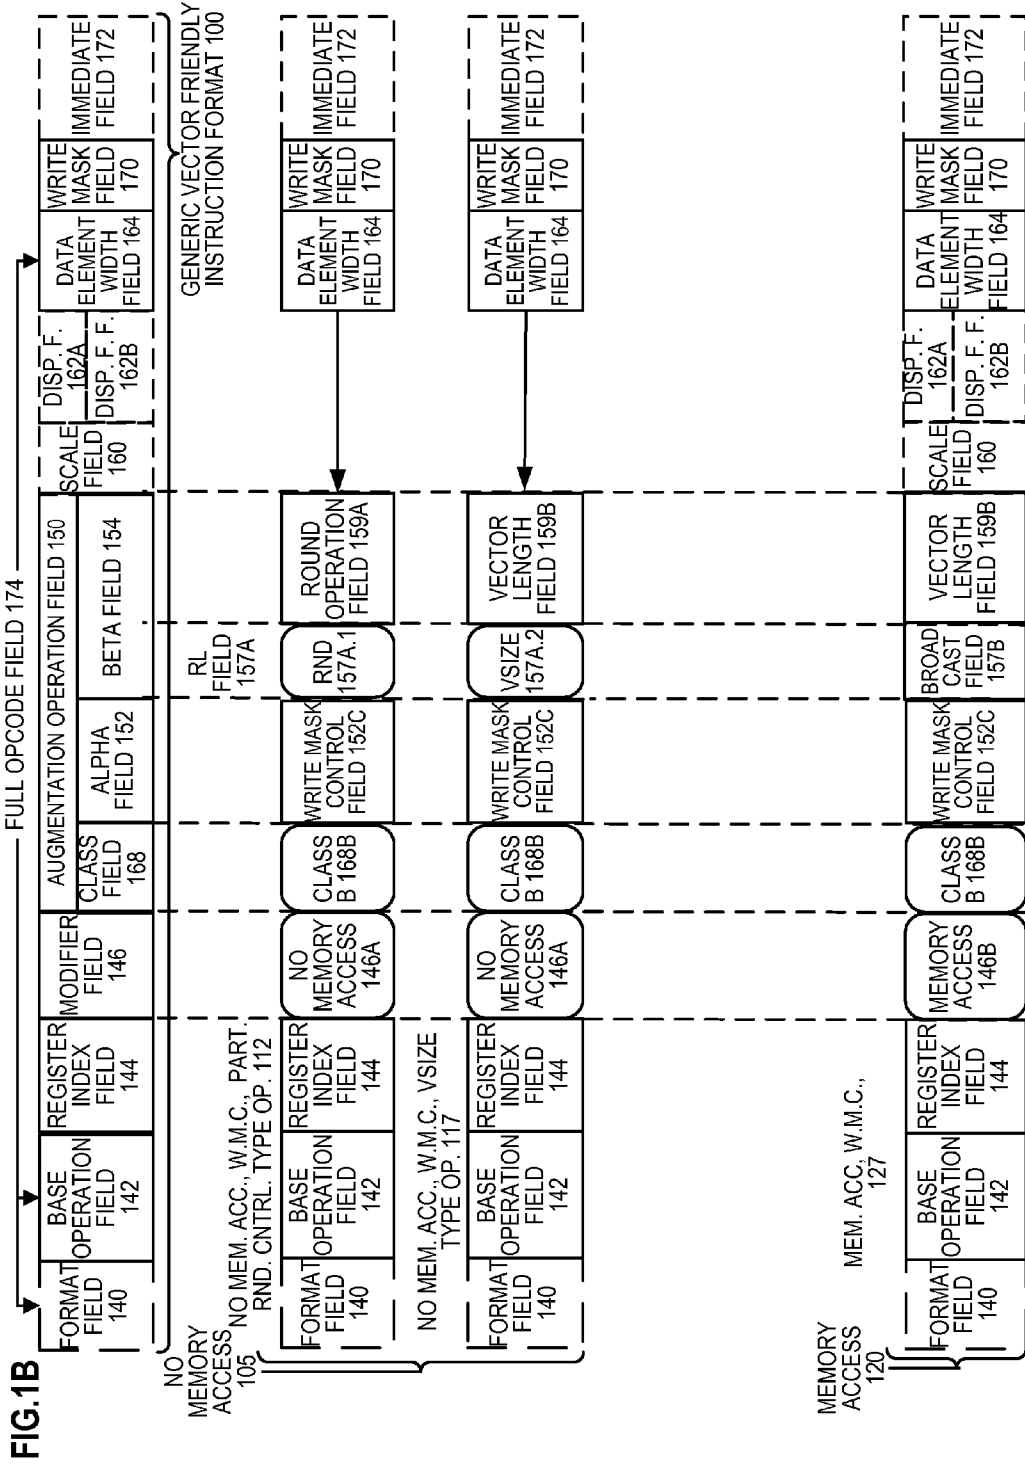 FIG.1B
FULL OPCODE FIELD 174
FORMAT
FIELD
140
BASE
OPERATION
FIELD
142
REGISTER
INDEX
FIELD
144
MODIFIER
FIELD
146
AUGMENTATION OPERATION FIELD 150
CLASS
FIELD
168
ALPHA
FIELD 152
BETA FIELD 154
SCALE
FIELD
160
DISP. F.
162A
DISP. F. F.
162B
DATA
ELEMENT
WIDTH
FIELD 164
WRITE
MASK
FIELD
170
IMMEDIATE
FIELD 172
GENERIC VECTOR FRIENDLY
INSTRUCTION FORMAT 100
NO
MEMORY
ACCESS
105
RL
FIELD
157A
NO MEM. ACC., W.M.C., PART.
RND. CNTRL. TYPE OP. 112
FORMAT
FIELD
140
BASE
OPERATION
FIELD
142
REGISTER
INDEX
FIELD
144
NO
MEMORY
ACCESS
146A
CLASS
B 168B
WRITE MASK
CONTROL
FIELD 152C
RND
157A.1
ROUND
OPERATION
FIELD 159A
DATA
ELEMENT
WIDTH
FIELD 164
WRITE
MASK
FIELD
170
IMMEDIATE
FIELD 172
NO MEM. ACC., W.M.C., VSIZE
TYPE OP. 117
FORMAT
FIELD
140
BASE
OPERATION
FIELD
142
REGISTER
INDEX
FIELD
144
NO
MEMORY
ACCESS
146A
CLASS
B 168B
WRITE MASK
CONTROL
FIELD 152C
VSIZE
157A.2
VECTOR
LENGTH
FIELD 159B
DATA
ELEMENT
WIDTH
FIELD 164
WRITE
MASK
FIELD
170
IMMEDIATE
FIELD 172
MEMORY
ACCESS
120
MEM. ACC, W.M.C.,
127
FORMAT
FIELD
140
BASE
OPERATION
FIELD
142
REGISTER
INDEX
FIELD
144
MEMORY
ACCESS
146B
CLASS
B 168B
WRITE MASK
CONTROL
FIELD 152C
BROAD
CAST
FIELD
157B
VECTOR
LENGTH
FIELD 159B
SCALE
FIELD
160
DISP. F.
162A
DISP. F. F.
162B
DATA
ELEMENT
WIDTH
FIELD 164
WRITE
MASK
FIELD
170
IMMEDIATE
FIELD 172